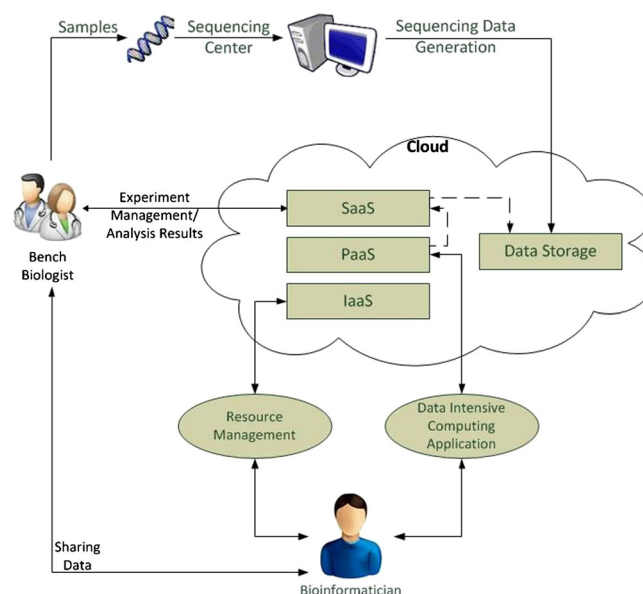 Samples
Sequencing
Center
Sequencing Data
Generation
Cloud
Experiment
Management/
Analysis Results
SaaS
PaaS
IaaS
Data Storage
Bench
Biologist
Resource
Management
Data Intensive
Computing
Application
Sharing
Data
Bioinformatician